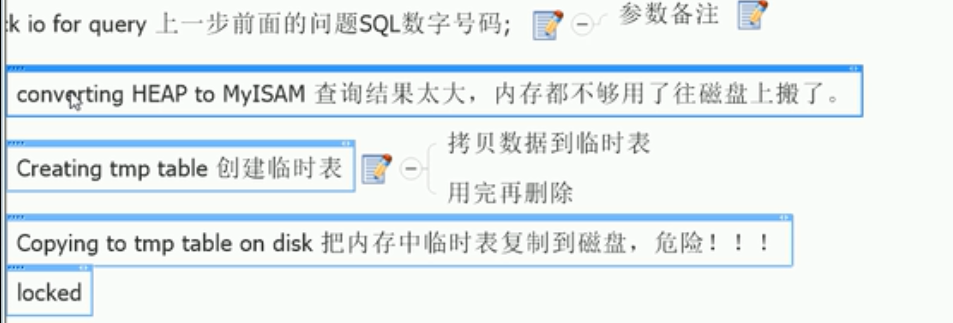 ck io for query 上一步前面的问题SQL数字号码;
参数备注
converting HEAP to MyISAM 查询结果太大，内存都不够用了往磁盘上搬了。
Creating tmp table 创建临时表
拷贝数据到临时表
用完再删除
Copying to tmp table on disk 把内存中临时表复制到磁盘，危险！！！
locked